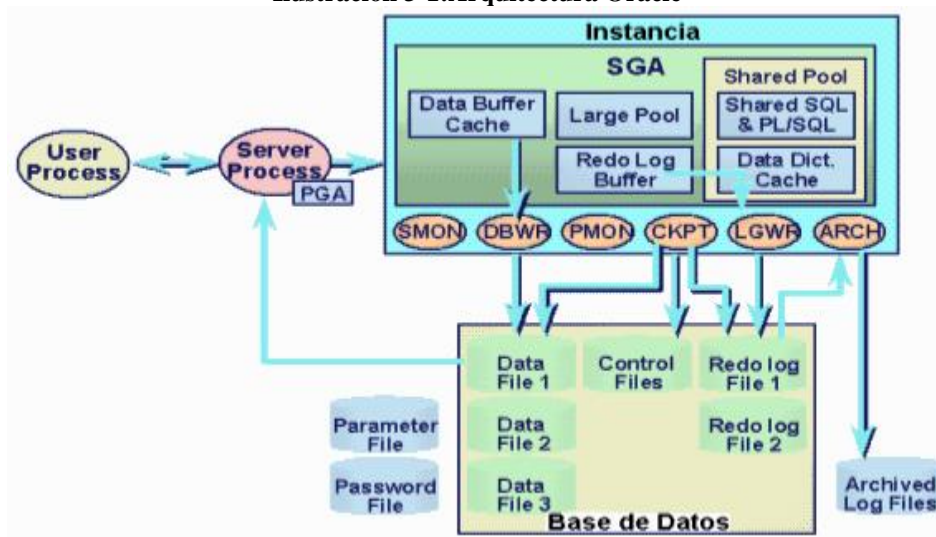 Instancia
SGA
Shared Pool
Data Buffer
Cache
Large Pool
Shared SQL
& PL/SQL
User
Process
Server
Process
PGA
Redo Log
Buffer
Data Dict.
Cache
SMON
DBWR
PMON
CKPT
LGWR
ARCH
Data
File 1
Control
Files
Redo log
File 1
Parameter
File
Data
File 2
Redo log
File 2
Password
File
Data
File 3
Archived
Log Files
Base de Datos